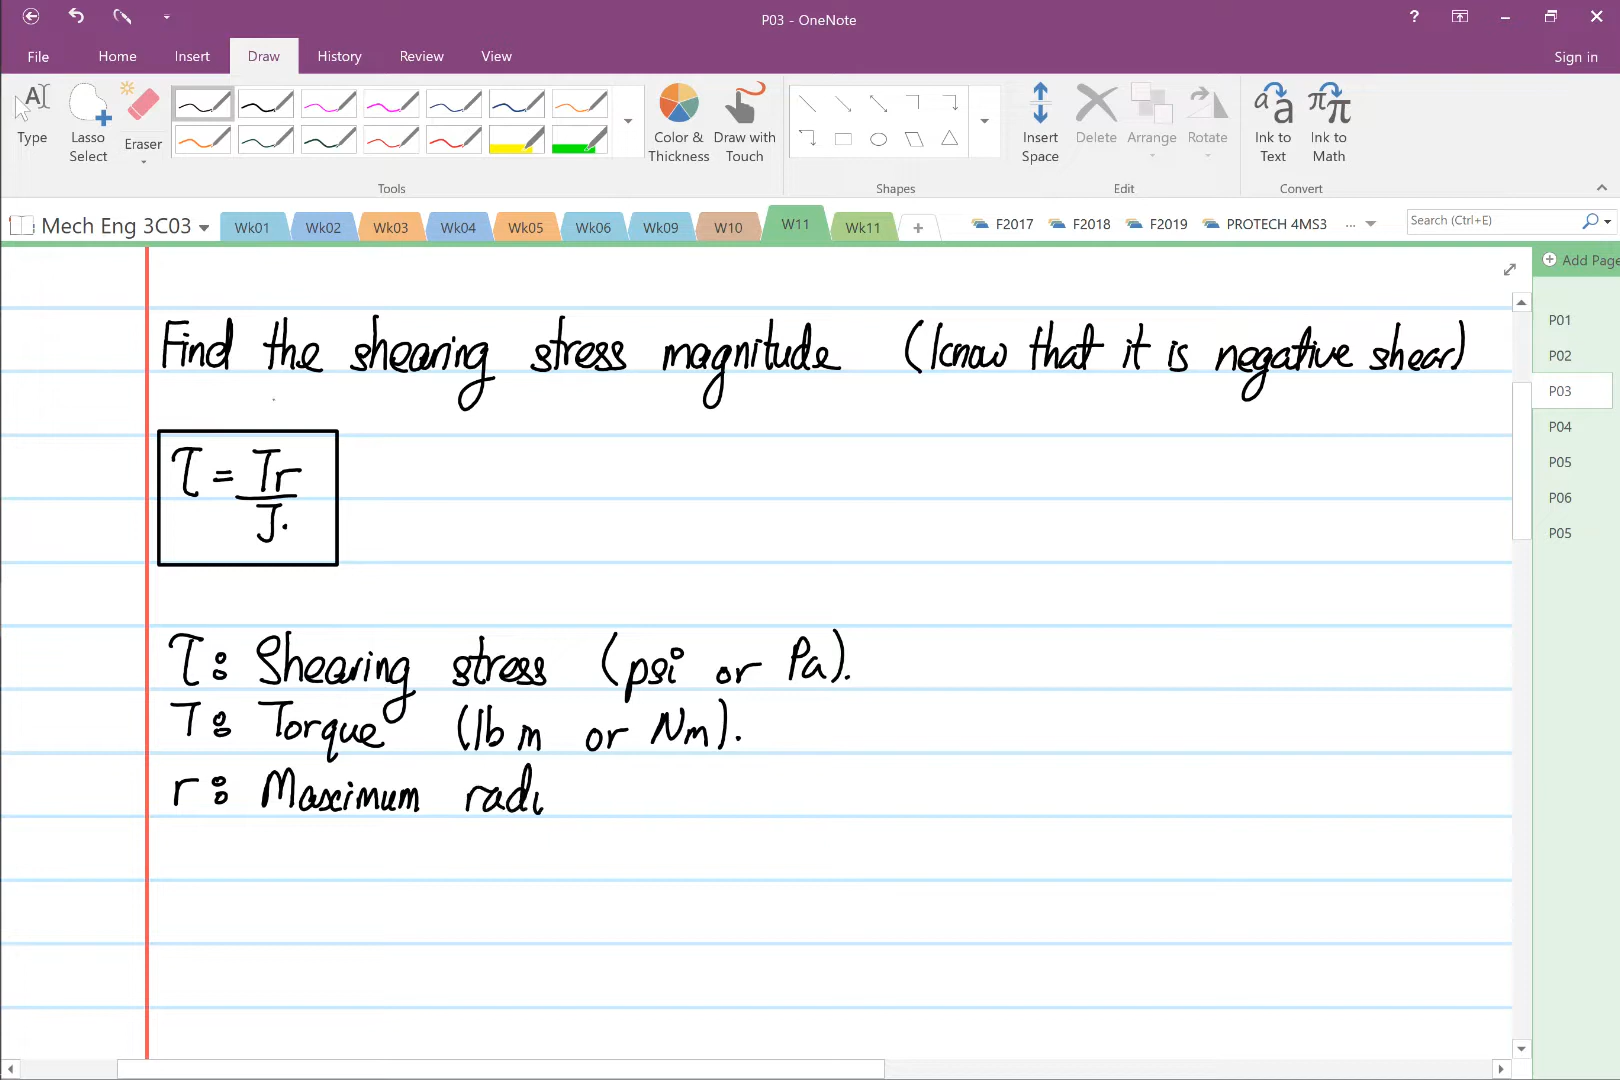 P03 - OneNote
?
File Home Insert Draw History Review View Sign in
Type
Lasso Select
Eraser
Color & Thickness
Draw with Touch
Insert Space
Delete
Arrange
Rotate
Ink to Text
Ink to Math
Tools Shapes Edit Convert
Mech Eng 3C03 Wk01 Wk02 Wk03 Wk04 Wk05 Wk06 Wk09 W10 W11 Wk11 + F2017 F2018 F2019 PROTECH 4MS3 ... Search (Ctrl+E)
Add Page
P01
P02
P03
P04
P05
P06
P05
Find the shearing stress magnitude (know that it is negative shear)
τ = Tr/J.
τ: Shearing stress (psi or Pa).
T: Torque (lb m or Nm).
r: Maximum radi